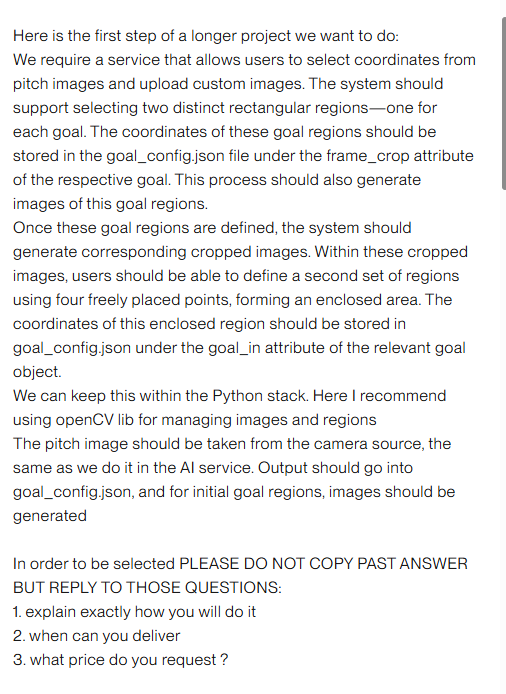 Here is the first step of a longer project we want to do:
We require a service that allows users to select coordinates from
pitch images and upload custom images. The system should
support selecting two distinct rectangular regions—one for
each goal. The coordinates of these goal regions should be
stored in the goal_config.json file under the frame_crop attribute
of the respective goal. This process should also generate
images of this goal regions.
Once these goal regions are defined, the system should
generate corresponding cropped images. Within these cropped
images, users should be able to define a second set of regions
using four freely placed points, forming an enclosed area. The
coordinates of this enclosed region should be stored in
goal_config.json under the goal_in attribute of the relevant goal
object.
We can keep this within the Python stack. Here I recommend
using openCV lib for managing images and regions
The pitch image should be taken from the camera source, the
same as we do it in the AI service. Output should go into
goal_config.json, and for initial goal regions, images should be
generated
In order to be selected PLEASE DO NOT COPY PAST ANSWER
BUT REPLY TO THOSE QUESTIONS:
1. explain exactly how you will do it
2. when can you deliver
3. what price do you request ?